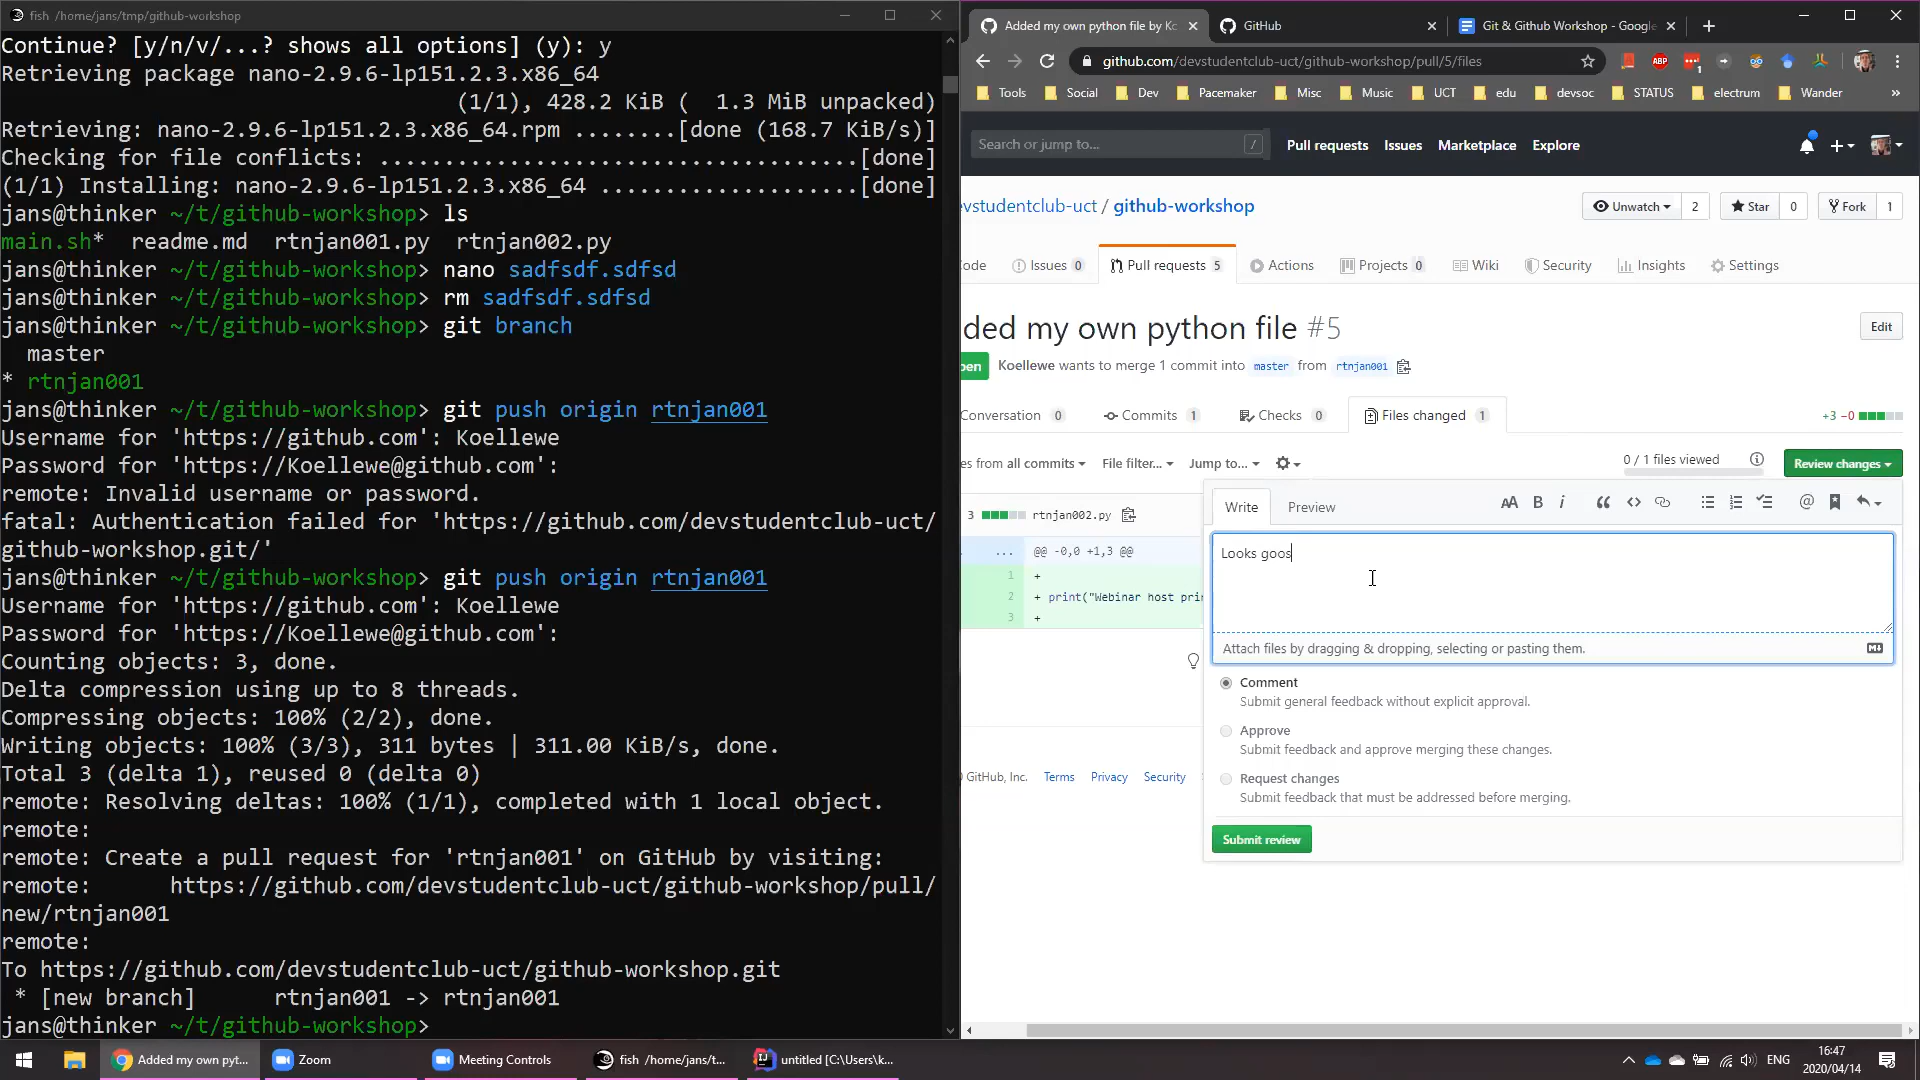 fish /home/jans/tmp/github-workshop
Continue? [y/n/v/...? shows all options] (y): y
Retrieving package nano-2.9.6-lp151.2.3.x86_64
(1/1), 428.2 KiB ( 1.3 MiB unpacked)
Retrieving: nano-2.9.6-lp151.2.3.x86_64.rpm ........[done (168.7 KiB/s)]
Checking for file conflicts: .....................................[done]
(1/1) Installing: nano-2.9.6-lp151.2.3.x86_64 .....................[done]
jans@thinker ~/t/github-workshop> ls
main.sh* readme.md rtnjan001.py rtnjan002.py
jans@thinker ~/t/github-workshop> nano sadfsdf.sdfsd
jans@thinker ~/t/github-workshop> rm sadfsdf.sdfsd
jans@thinker ~/t/github-workshop> git branch
master
* rtnjan001
jans@thinker ~/t/github-workshop> git push origin rtnjan001
Username for 'https://github.com': Koellewe
Password for 'https://Koellewe@github.com':
remote: Invalid username or password.
fatal: Authentication failed for 'https://github.com/devstudentclub-uct/
github-workshop.git/'
jans@thinker ~/t/github-workshop> git push origin rtnjan001
Username for 'https://github.com': Koellewe
Password for 'https://Koellewe@github.com':
Counting objects: 3, done.
Delta compression using up to 8 threads.
Compressing objects: 100% (2/2), done.
Writing objects: 100% (3/3), 311 bytes | 311.00 KiB/s, done.
Total 3 (delta 1), reused 0 (delta 0)
remote: Resolving deltas: 100% (1/1), completed with 1 local object.
remote:
remote: Create a pull request for 'rtnjan001' on GitHub by visiting:
remote: https://github.com/devstudentclub-uct/github-workshop/pull/
new/rtnjan001
remote:
To https://github.com/devstudentclub-uct/github-workshop.git
* [new branch] rtnjan001 -> rtnjan001
jans@thinker ~/t/github-workshop>
Added my own python file by Ko GitHub Git & Github Workshop - Google
github.com/devstudentclub-uct/github-workshop/pull/5/files ABP 1
Tools Social Dev Pacemaker Misc Music UCT edu devsoc STATUS electrum Wander »
Search or jump to... / Pull requests Issues Marketplace Explore
evstudentclub-uct / github-workshop Unwatch 2 Star 0 Fork 1
ode Issues 0 Pull requests 5 Actions Projects 0 Wiki Security Insights Settings
ded my own python file #5 Edit
pen Koellewe wants to merge 1 commit into master from rtnjan001
Conversation 0 Commits 1 Checks 0 Files changed 1 +3 −0
es from all commits File filter... Jump to... 0 / 1 files viewed Review changes
3 rtnjan002.py
... @@ -0,0 +1,3 @@
1 +
2 + print("Webinar host prin
3 +
Write Preview AA B i
Looks goos
Attach files by dragging & dropping, selecting or pasting them.
Comment
Submit general feedback without explicit approval.
Approve
Submit feedback and approve merging these changes.
Request changes
Submit feedback that must be addressed before merging.
Submit review
GitHub, Inc. Terms Privacy Security
Added my own pyt... Zoom Meeting Controls fish /home/jans/t... untitled [C:\Users\k... ENG 16:47
2020/04/14